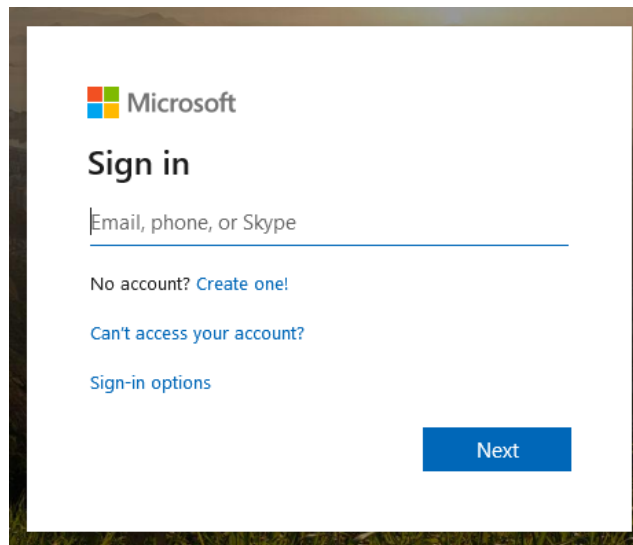 Microsoft
Sign in
Email, phone, or Skype
No account? Create one!
Can't access your account?
Sign-in options
Next